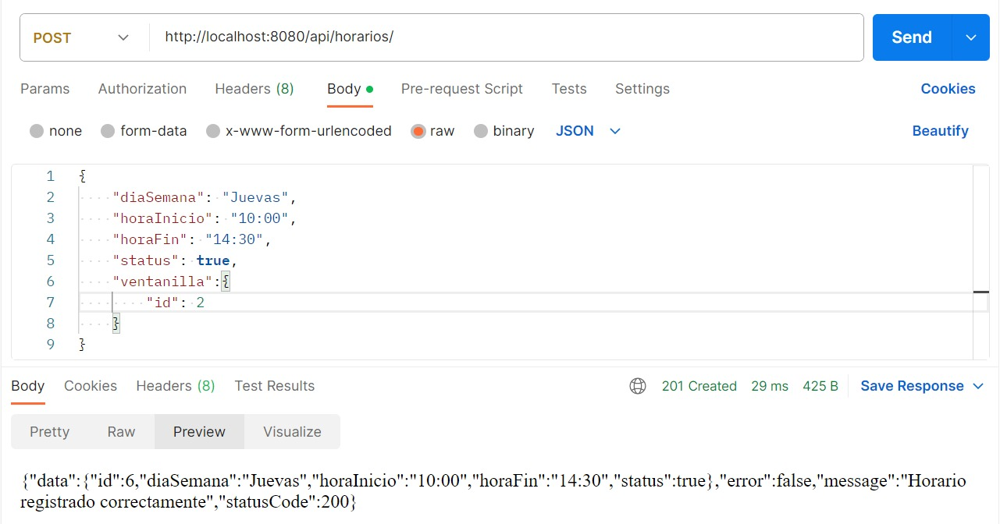 POST http://localhost:8080/api/horarios/ Send
Params Authorization Headers (8) Body Pre-request Script Tests Settings Cookies
none form-data x-www-form-urlencoded raw binary JSON Beautify
1 {
2 "diaSemana": "Juevas",
3 "horaInicio": "10:00",
4 "horaFin": "14:30",
5 "status": true,
6 "ventanilla":{
7 "id": 2
8 }
9 }
Body Cookies Headers (8) Test Results 201 Created 29 ms 425 B Save Response
Pretty Raw Preview Visualize
{"data":{"id":6,"diaSemana":"Juevas","horaInicio":"10:00","horaFin":"14:30","status":true},"error":false,"message":"Horario
registrado correctamente","statusCode":200}